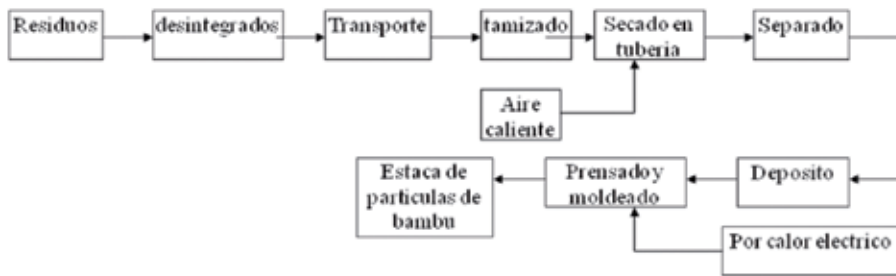 Residuos
desintegrados
Transporte
tamizado
Secado en
tuberia
Separado
Aire
caliente
Estaca de
particulas de
bambu
Prensado y
moldeado
Deposito
Por calor electrico